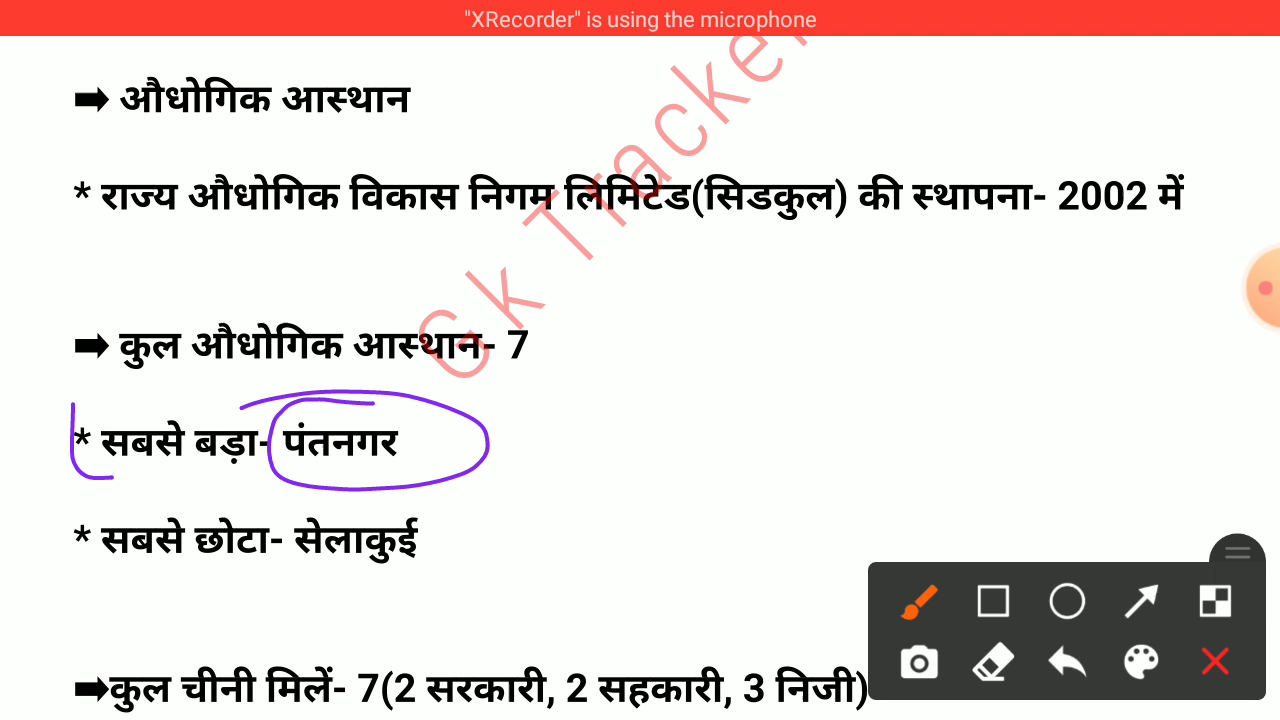 "XRecorder" is using the microphone
➡ औधोगिक आस्थान
* राज्य औधोगिक विकास निगम लिमिटेड(सिडकुल) की स्थापना- 2002 में
Gk Tracker
➡ कुल औधोगिक आस्थान- 7
* सबसे बड़ा- पंतनगर
* सबसे छोटा- सेलाकुई
➡कुल चीनी मिलें- 7(2 सरकारी, 2 सहकारी, 3 निजी)